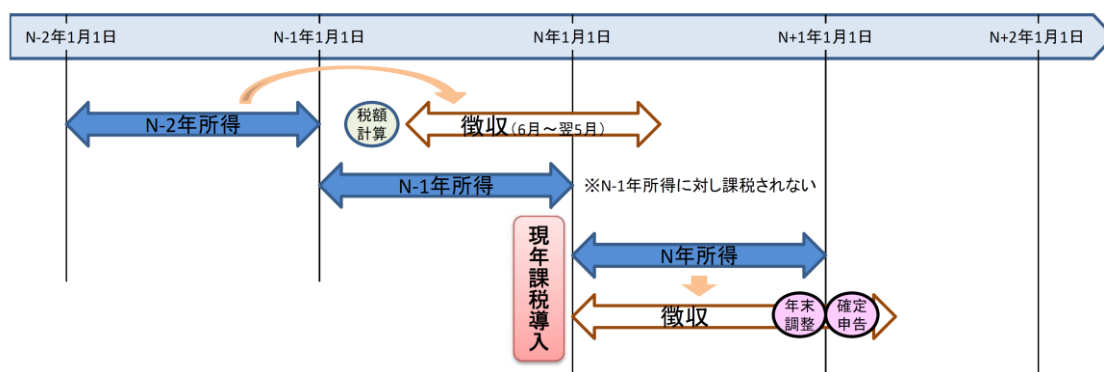 N-2年1月1日
N-1年1月1日
N年1月1日
N+1年1月1日
N+2年1月1日
N-2年所得
税額
計算
徴収(6月～翌5月)
N-1年所得
※N-1年所得に対し課税されない
現年課税導入
N年所得
徴収
年末
調整
確定
申告